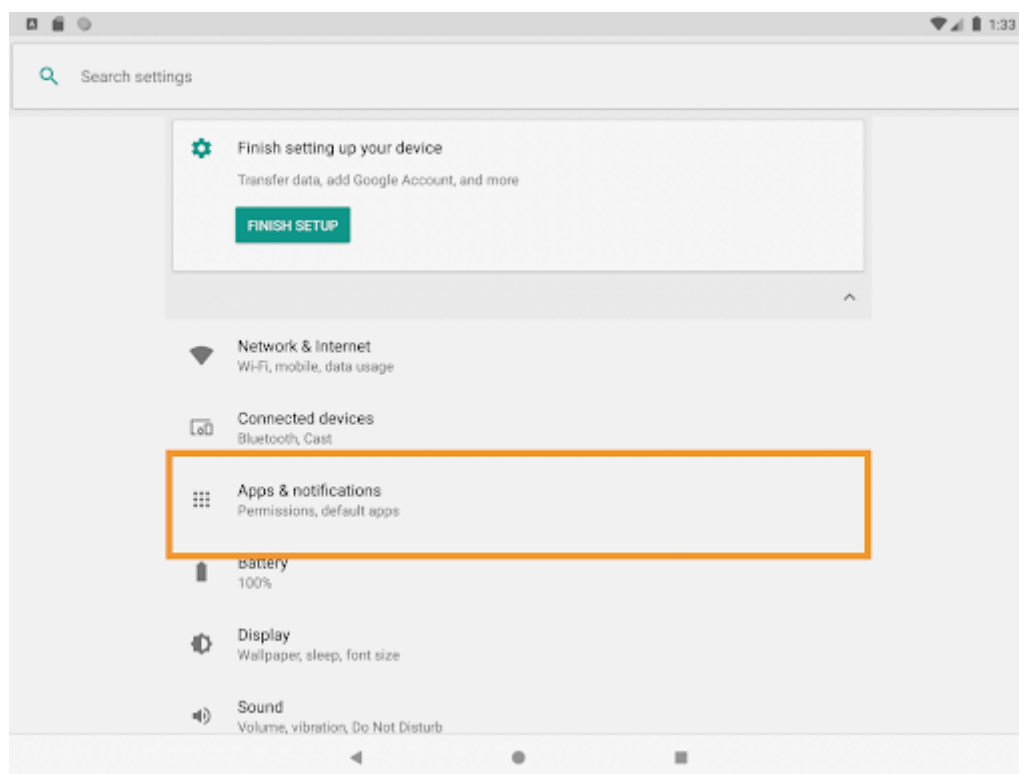 1:33
Search settings
Finish setting up your device
Transfer data, add Google Account, and more
FINISH SETUP
Network & Internet
Wi-Fi, mobile, data usage
Connected devices
Bluetooth, Cast
Apps & notifications
Permissions, default apps
Battery
100%
Display
Wallpaper, sleep, font size
Sound
Volume, vibration, Do Not Disturb